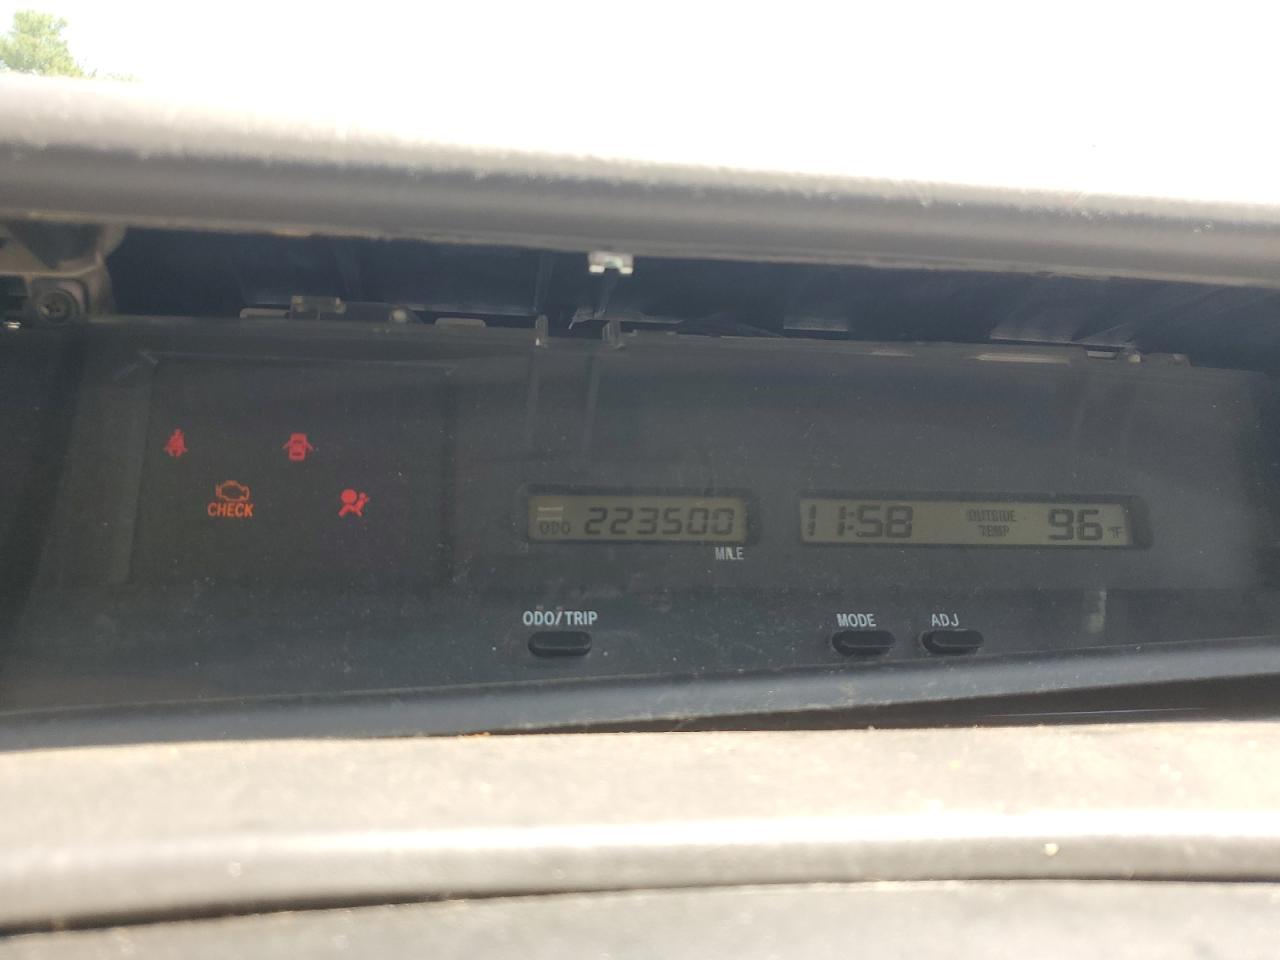 CHECK
ODO 223500
MILE
11:58 OUTSIDE TEMP 96 °F
ODO/TRIP
MODE ADJ